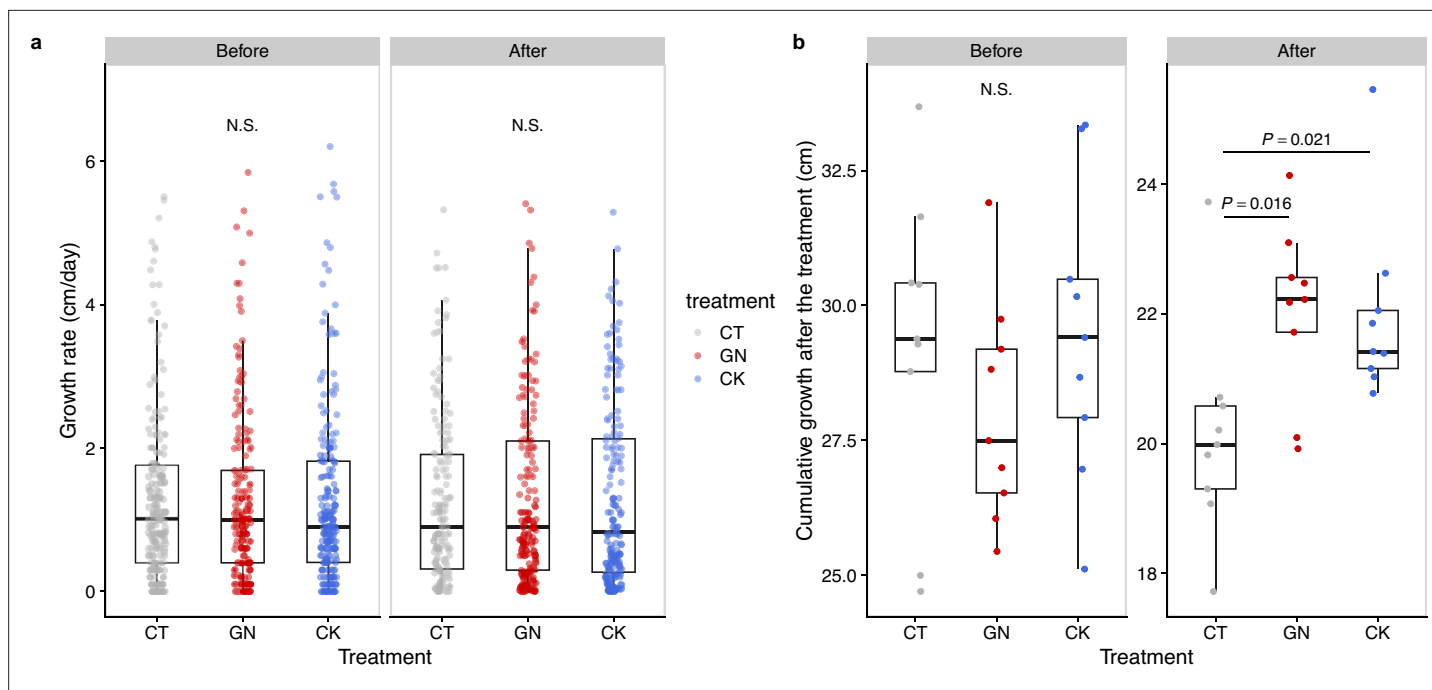 a
Before
After
N.S.
N.S.
6
4
2
0
Growth rate (cm/day)
CT
GN
CK
CT
GN
CK
Treatment
treatment
CT
GN
CK
b
Before
After
N.S.
32.5
30.0
27.5
25.0
Cumulative growth after the treatment (cm)
P = 0.021
P = 0.016
24
22
20
18
CT
GN
CK
CT
GN
CK
Treatment